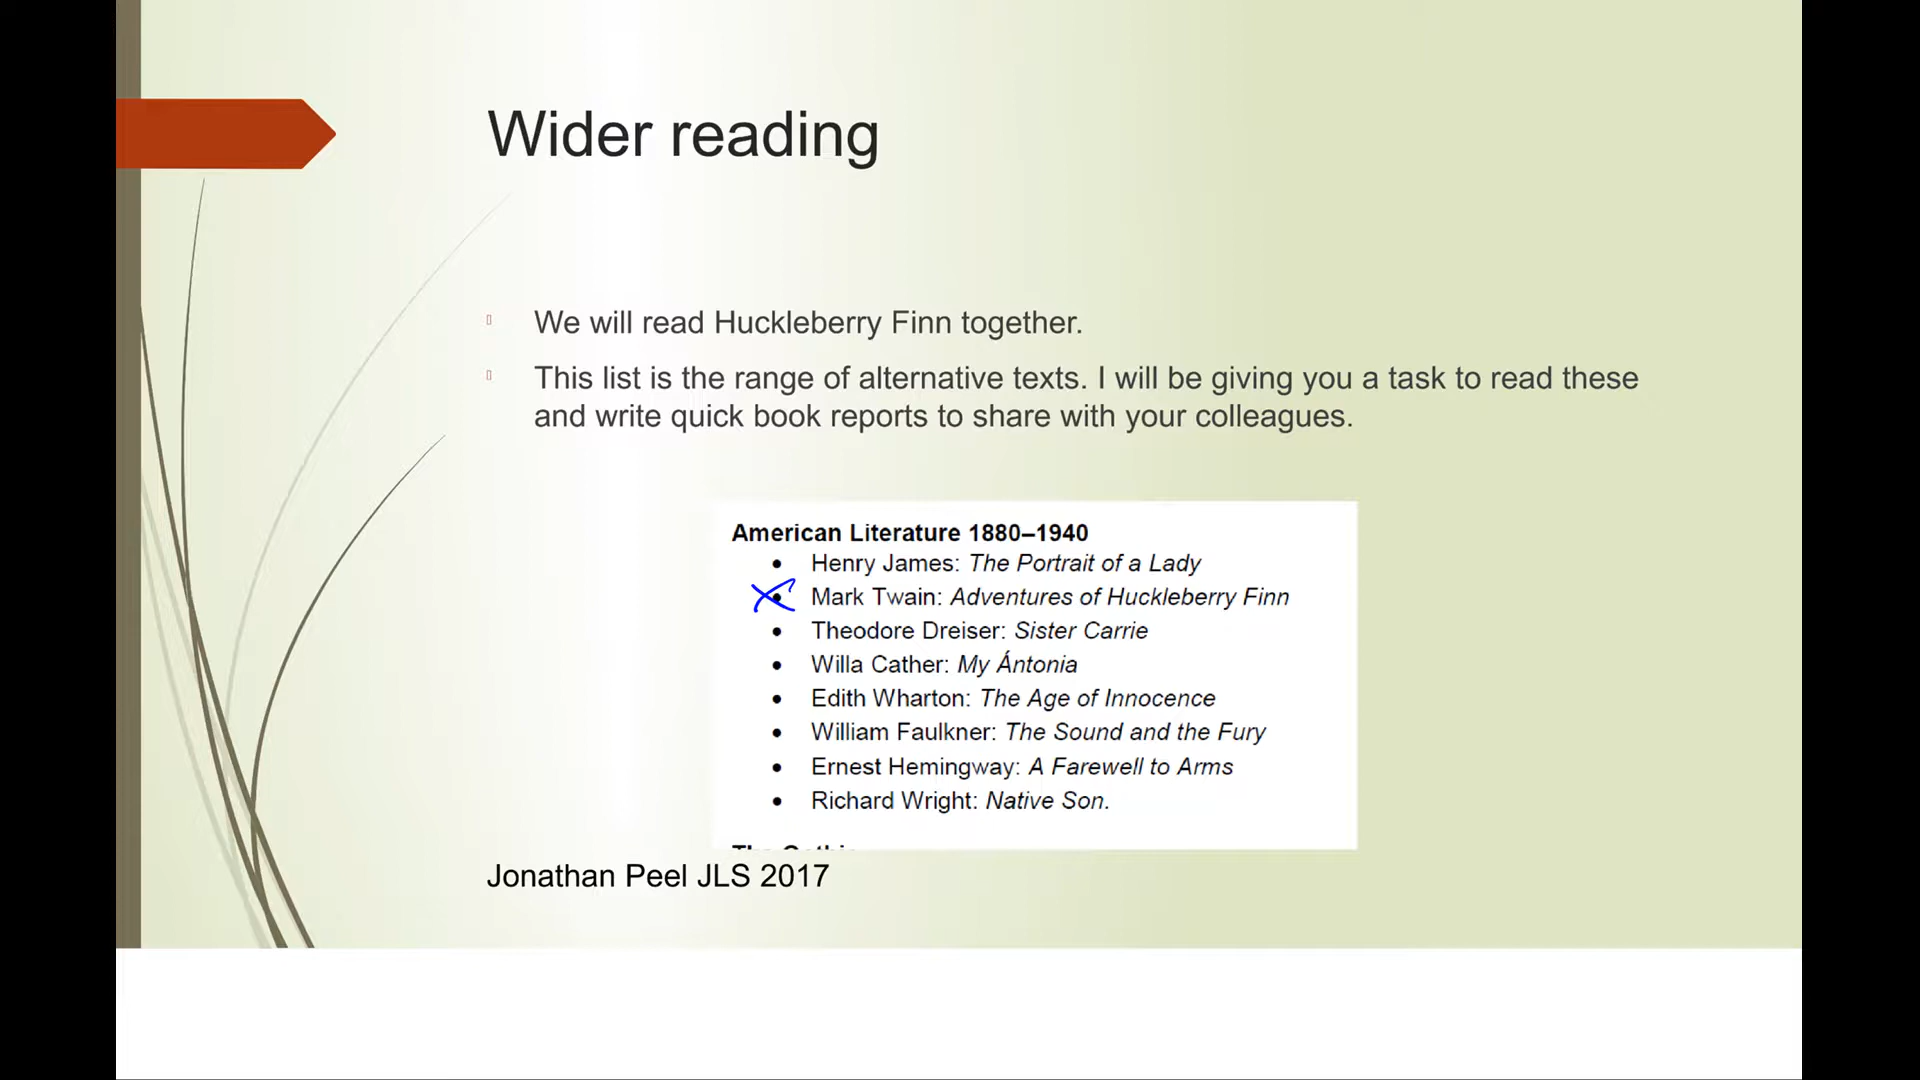 Wider reading
We will read Huckleberry Finn together.
This list is the range of alternative texts. I will be giving you a task to read these
and write quick book reports to share with your colleagues.
American Literature 1880–1940
• Henry James: The Portrait of a Lady
• Mark Twain: Adventures of Huckleberry Finn
• Theodore Dreiser: Sister Carrie
• Willa Cather: My Ántonia
• Edith Wharton: The Age of Innocence
• William Faulkner: The Sound and the Fury
• Ernest Hemingway: A Farewell to Arms
• Richard Wright: Native Son.
Jonathan Peel JLS 2017